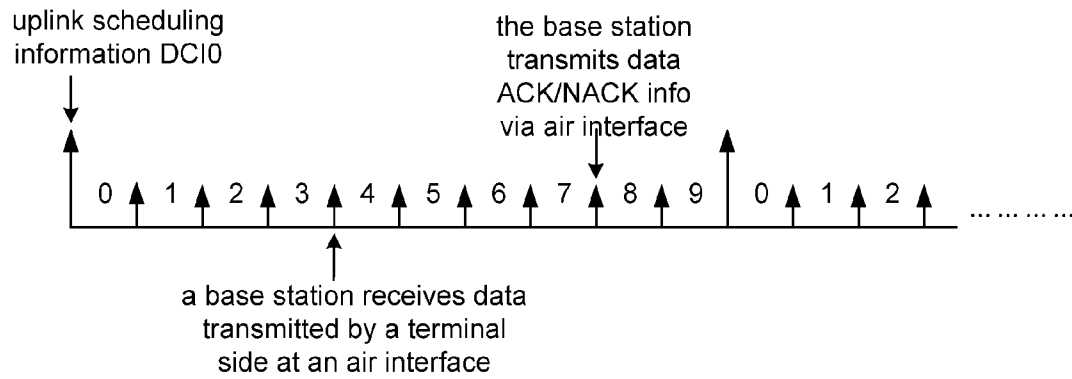 uplink scheduling
information DCI0
the base station
transmits data
ACK/NACK info
via air interface
0 1 2 3 4 5 6 7 8 9 0 1 2 ... ... ... ...
a base station receives data
transmitted by a terminal
side at an air interface